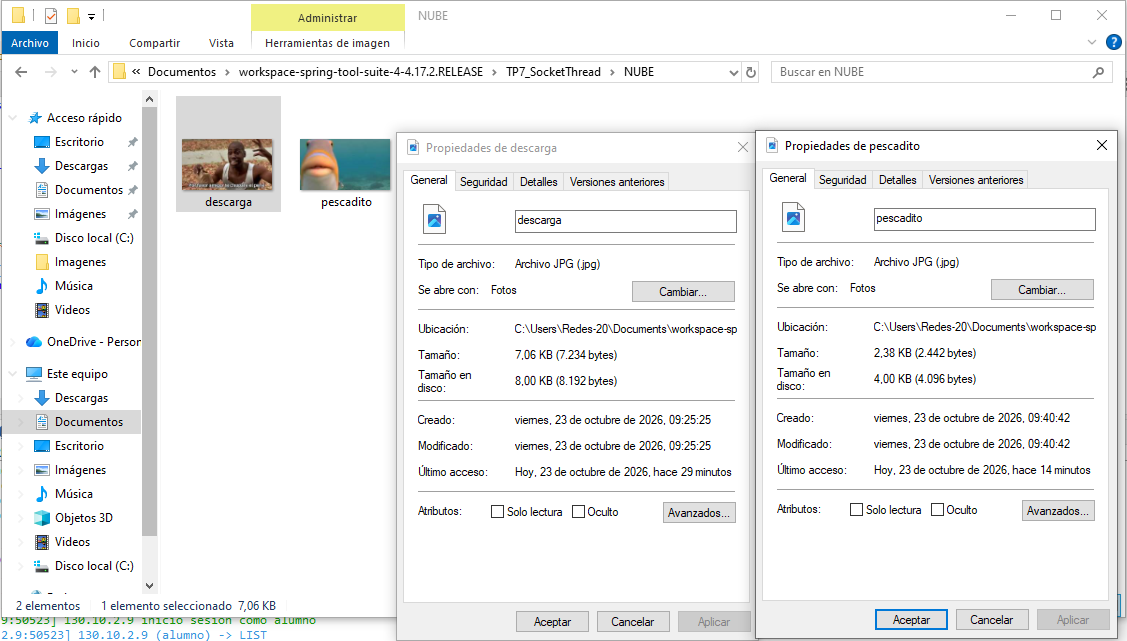 Administrar
NUBE
Archivo
Inicio
Compartir
Vista
Herramientas de imagen
?
« Documentos > workspace-spring-tool-suite-4-4.17.2.RELEASE > TP7_SocketThread > NUBE
Buscar en NUBE
Acceso rápido
Escritorio
Descargas
Documentos
Imágenes
Disco local (C:)
Imagenes
Música
Videos
OneDrive - Person
Este equipo
Descargas
Documentos
Escritorio
Imágenes
Música
Objetos 3D
Videos
Disco local (C:)
descarga
pescadito
Propiedades de descarga
General
Seguridad
Detalles
Versiones anteriores
descarga
Tipo de archivo: Archivo JPG (.jpg)
Se abre con: Fotos
Cambiar...
Ubicación: C:\Users\Redes-20\Documents\workspace-sp
Tamaño: 7,06 KB (7.234 bytes)
Tamaño en
disco: 8,00 KB (8.192 bytes)
Creado: viernes, 23 de octubre de 2026, 09:25:25
Modificado: viernes, 23 de octubre de 2026, 09:25:25
Último acceso: Hoy, 23 de octubre de 2026, hace 29 minutos
Atributos: Solo lectura Oculto Avanzados...
Aceptar
Cancelar
Aplicar
Propiedades de pescadito
General
Seguridad
Detalles
Versiones anteriores
pescadito
Tipo de archivo: Archivo JPG (.jpg)
Se abre con: Fotos
Cambiar...
Ubicación: C:\Users\Redes-20\Documents\workspace-sp
Tamaño: 2,38 KB (2.442 bytes)
Tamaño en
disco: 4,00 KB (4.096 bytes)
Creado: viernes, 23 de octubre de 2026, 09:40:42
Modificado: viernes, 23 de octubre de 2026, 09:40:42
Último acceso: Hoy, 23 de octubre de 2026, hace 14 minutos
Atributos: Solo lectura Oculto Avanzados...
Aceptar
Cancelar
Aplicar
2 elementos 1 elemento seleccionado 7,06 KB
9:50523] 130.10.2.9 inicio sesion como alumno
2.9:50523] 130.10.2.9 (alumno) -> LIST